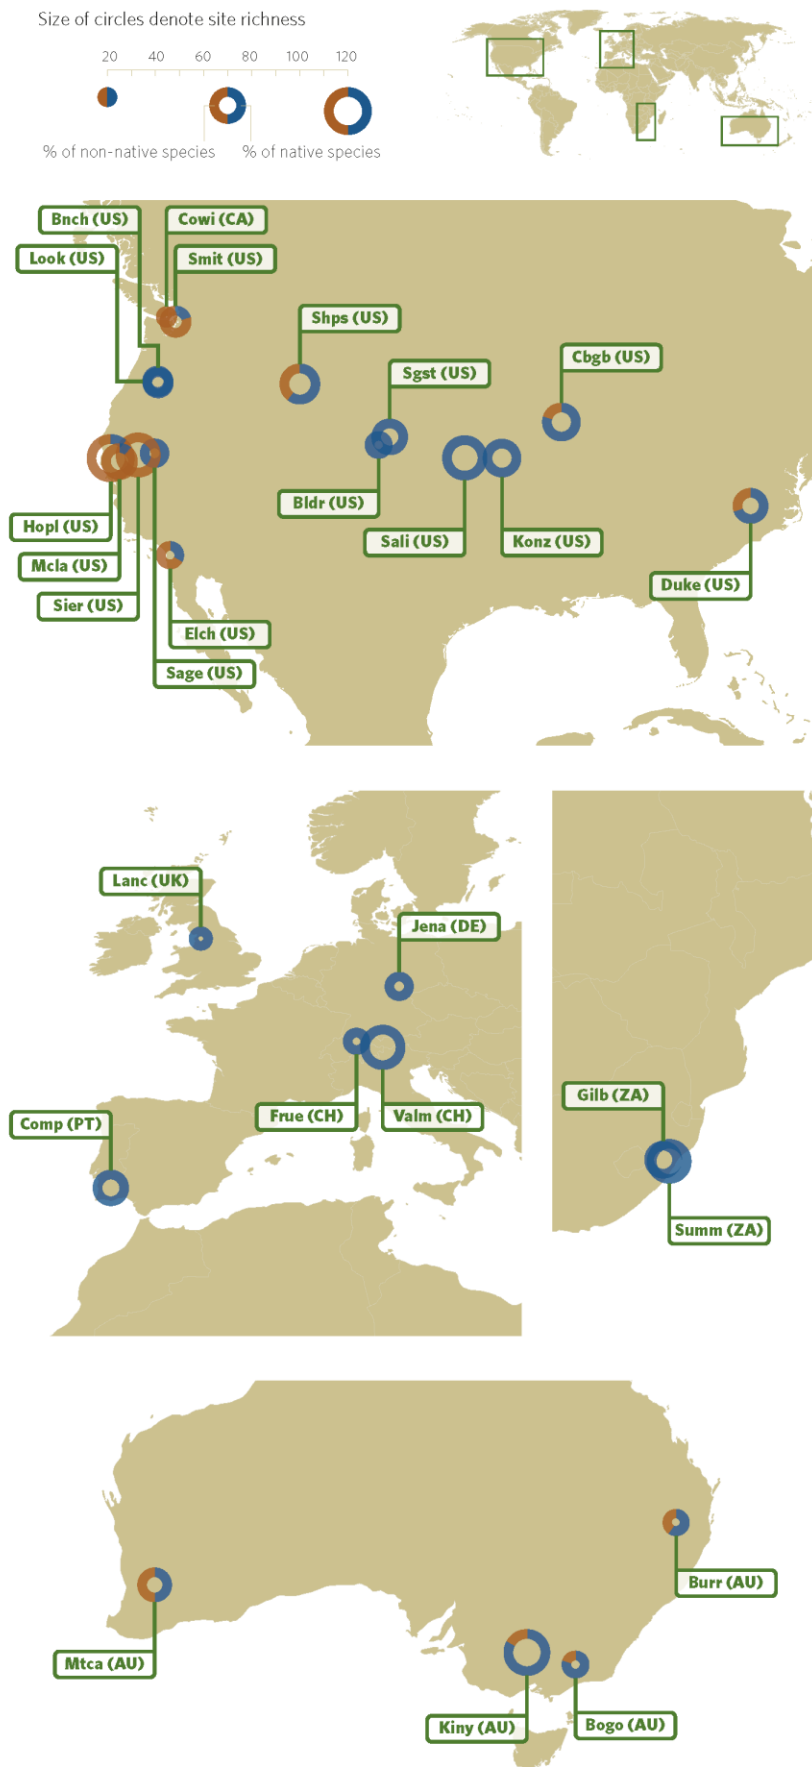 Size of circles denote site richness
20 40 60 80 100 120
% of non-native species % of native species
Bnch (US) Cowi (CA)
Look (US) Smit (US)
Shps (US)
Cbgb (US)
Sgst (US)
Bldr (US)
Hopl (US)
Sali (US) Konz (US)
Mcla (US)
Duke (US)
Sier (US)
Elch (US)
Sage (US)
Lanc (UK)
Jena (DE)
Gilb (ZA)
Frue (CH) Valm (CH)
Comp (PT)
Summ (ZA)
Burr (AU)
Mtca (AU)
Kiny (AU) Bogo (AU)